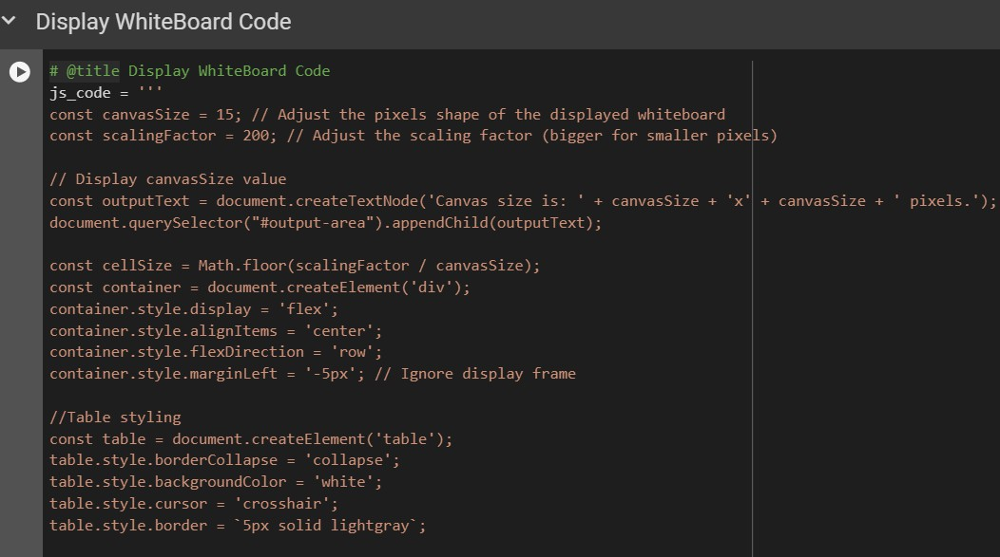 Display WhiteBoard Code
# @title Display WhiteBoard Code
js_code = '''
const canvasSize = 15; // Adjust the pixels shape of the displayed whiteboard
const scalingFactor = 200; // Adjust the scaling factor (bigger for smaller pixels)
// Display canvasSize value
const outputText = document.createTextNode('Canvas size is: ' + canvasSize + 'x' + canvasSize + ' pixels.');
document.querySelector("#output-area").appendChild(outputText);
const cellSize = Math.floor(scalingFactor / canvasSize);
const container = document.createElement('div');
container.style.display = 'flex';
container.style.alignItems = 'center';
container.style.flexDirection = 'row';
container.style.marginLeft = '-5px'; // Ignore display frame
//Table styling
const table = document.createElement('table');
table.style.borderCollapse = 'collapse';
table.style.backgroundColor = 'white';
table.style.cursor = 'crosshair';
table.style.border = `5px solid lightgray`;